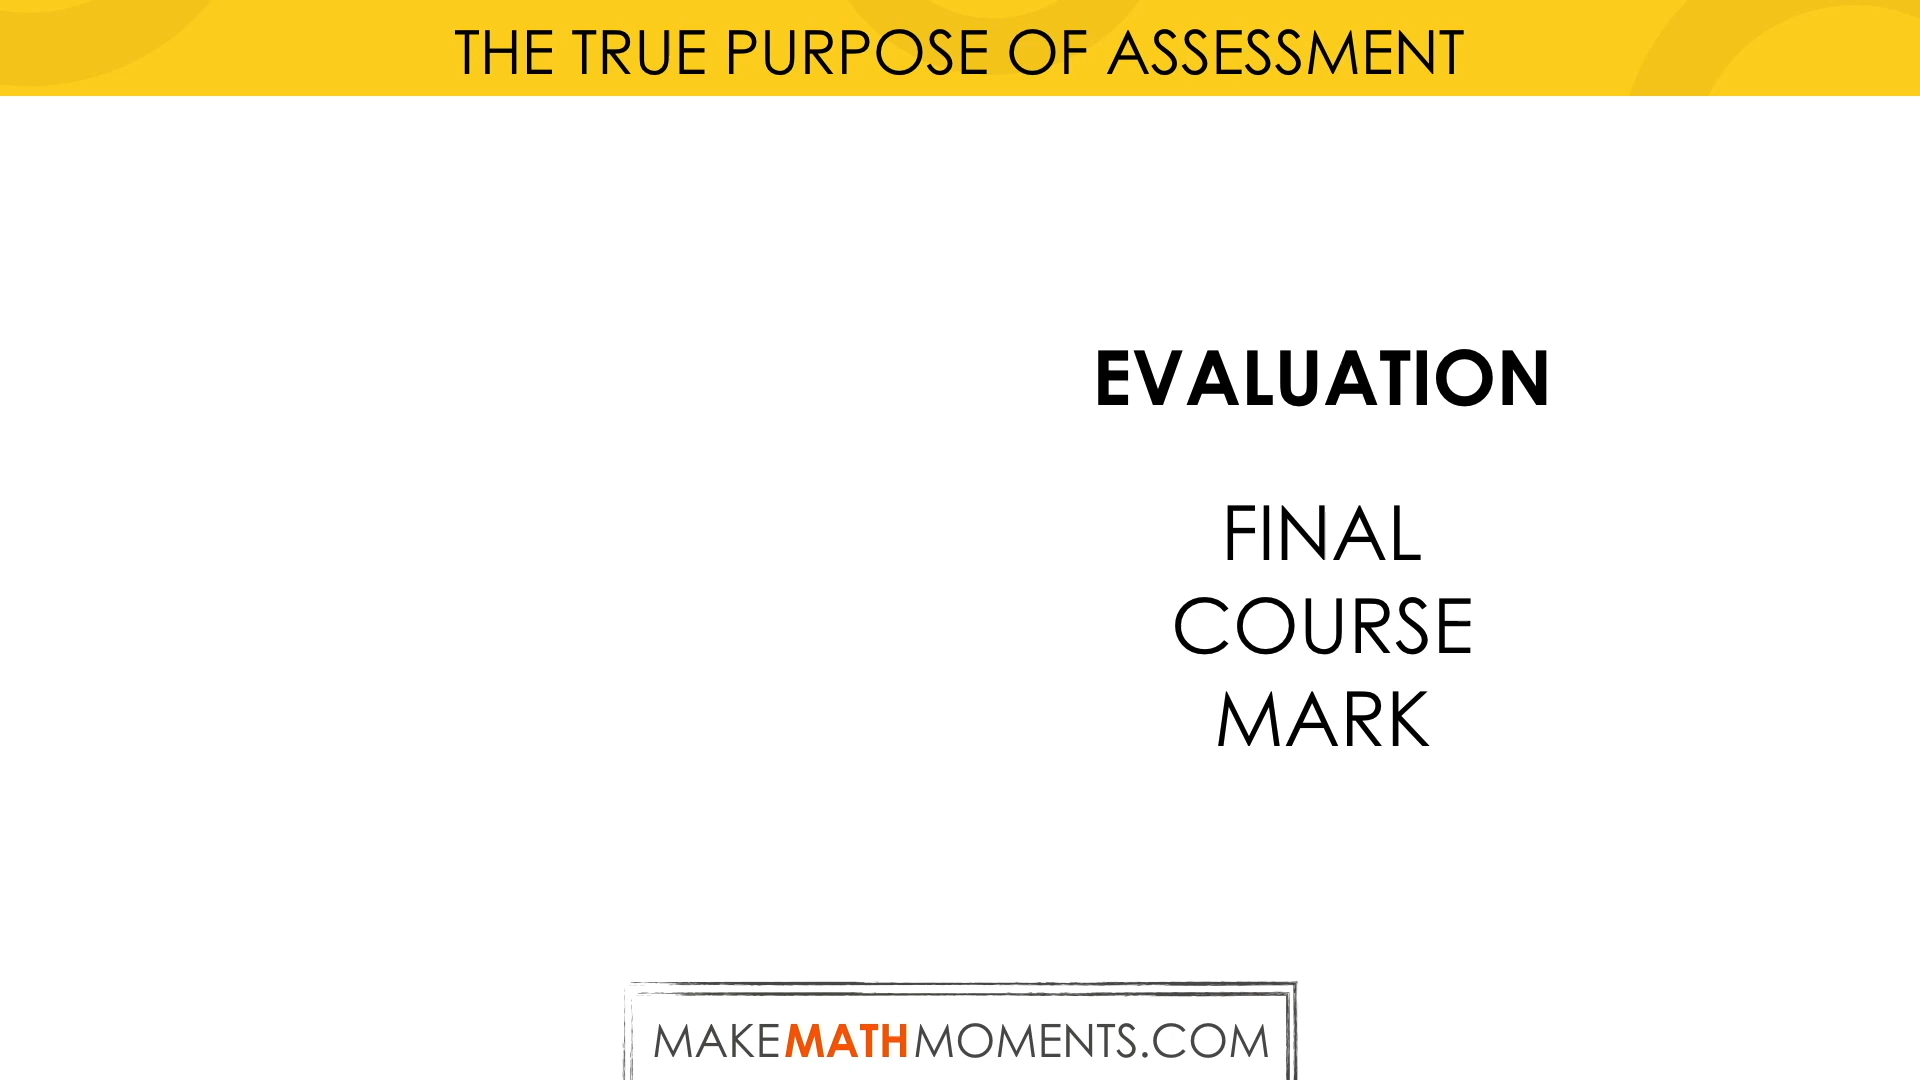 THE TRUE PURPOSE OF ASSESSMENT
EVALUATION
FINAL
COURSE
MARK
MAKEMATHMOMENTS.COM